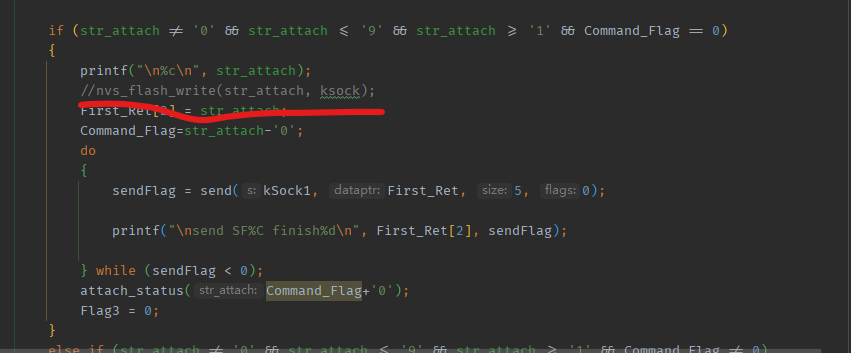 if (str_attach ≠ '0' && str_attach ⩽ '9' && str_attach ⩾ '1' && Command_Flag == 0)
{
printf("\n%c\n", str_attach);
//nvs_flash_write(str_attach, ksock);
First_Ret[2] = str_attach;
Command_Flag=str_attach-'0';
do
{
sendFlag = send( s: kSock1, dataptr: First_Ret, size: 5, flags: 0);
printf("\nsend SF%C finish%d\n", First_Ret[2], sendFlag);
} while (sendFlag < 0);
attach_status( str_attach: Command_Flag+'0');
Flag3 = 0;
}
else if (str_attach ≠ '0' && str_attach ⩽ '9' && str_attach ⩾ '1' && Command_Flag ≠ 0)